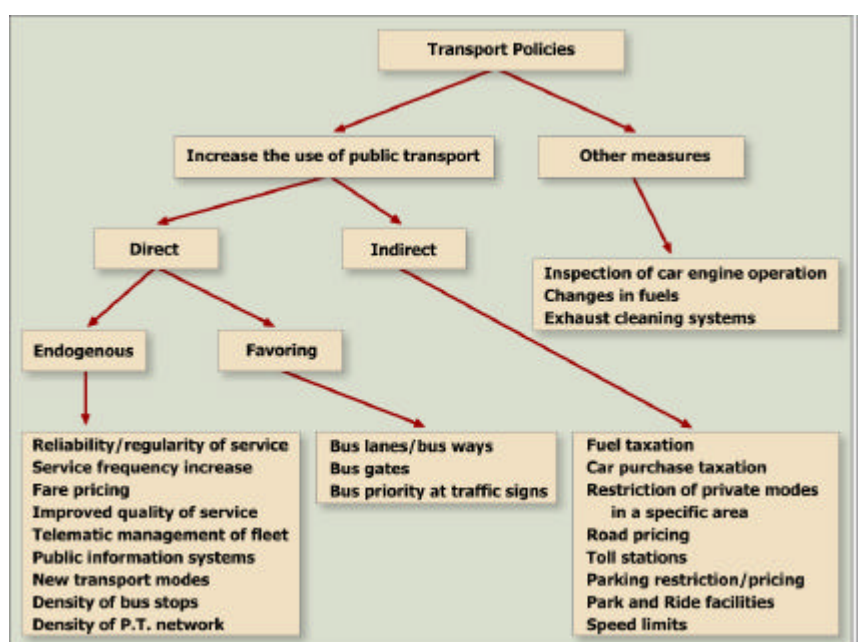 Transport Policies
Increase the use of public transport
Other measures
Direct
Indirect
Inspection of car engine operation
Changes in fuels
Exhaust cleaning systems
Endogenous
Favoring
Reliability/regularity of service
Service frequency increase
Fare pricing
Improved quality of service
Telematic management of fleet
Public information systems
New transport modes
Density of bus stops
Density of P.T. network
Bus lanes/bus ways
Bus gates
Bus priority at traffic signs
Fuel taxation
Car purchase taxation
Restriction of private modes
in a specific area
Road pricing
Toll stations
Parking restriction/pricing
Park and Ride facilities
Speed limits